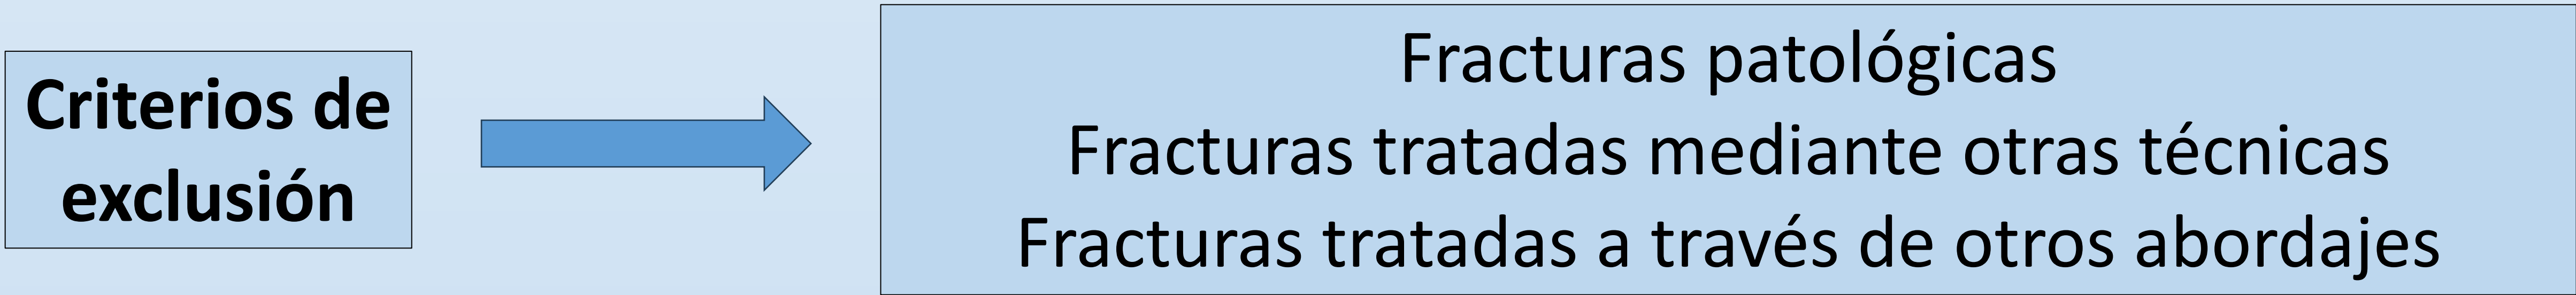 Criterios de
exclusión
Fracturas patológicas
Fracturas tratadas mediante otras técnicas
Fracturas tratadas a través de otros abordajes